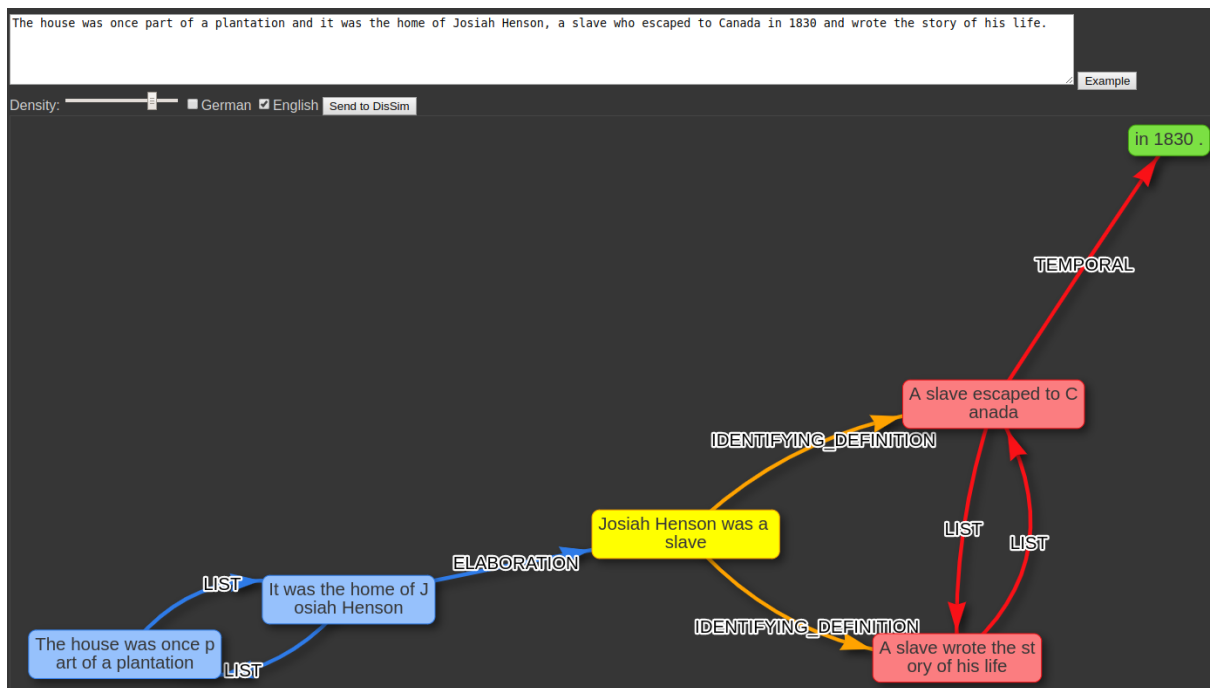 The house was once part of a plantation and it was the home of Josiah Henson, a slave who escaped to Canada in 1830 and wrote the story of his life.
Example
Density: German English Send to DisSim
in 1830 .
TEMPORAL
A slave escaped to C
anada
IDENTIFYING_DEFINITION
Josiah Henson was a
slave
LIST
LIST
ELABORATION
LIST
It was the home of J
osiah Henson
IDENTIFYING_DEFINITION
The house was once p
art of a plantation
LIST
A slave wrote the st
ory of his life